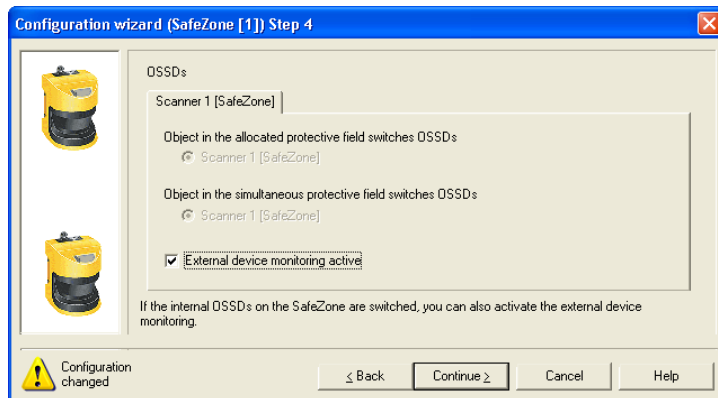 Configuration wizard (SafeZone [1]) Step 4
OSSDs
Scanner 1 [SafeZone]
Object in the allocated protective field switches OSSDs
Scanner 1 [SafeZone]
Object in the simultaneous protective field switches OSSDs
Scanner 1 [SafeZone]
External device monitoring active
If the internal OSSDs on the SafeZone are switched, you can also activate the external device
monitoring.
Configuration
changed
< Back
Continue >
Cancel
Help